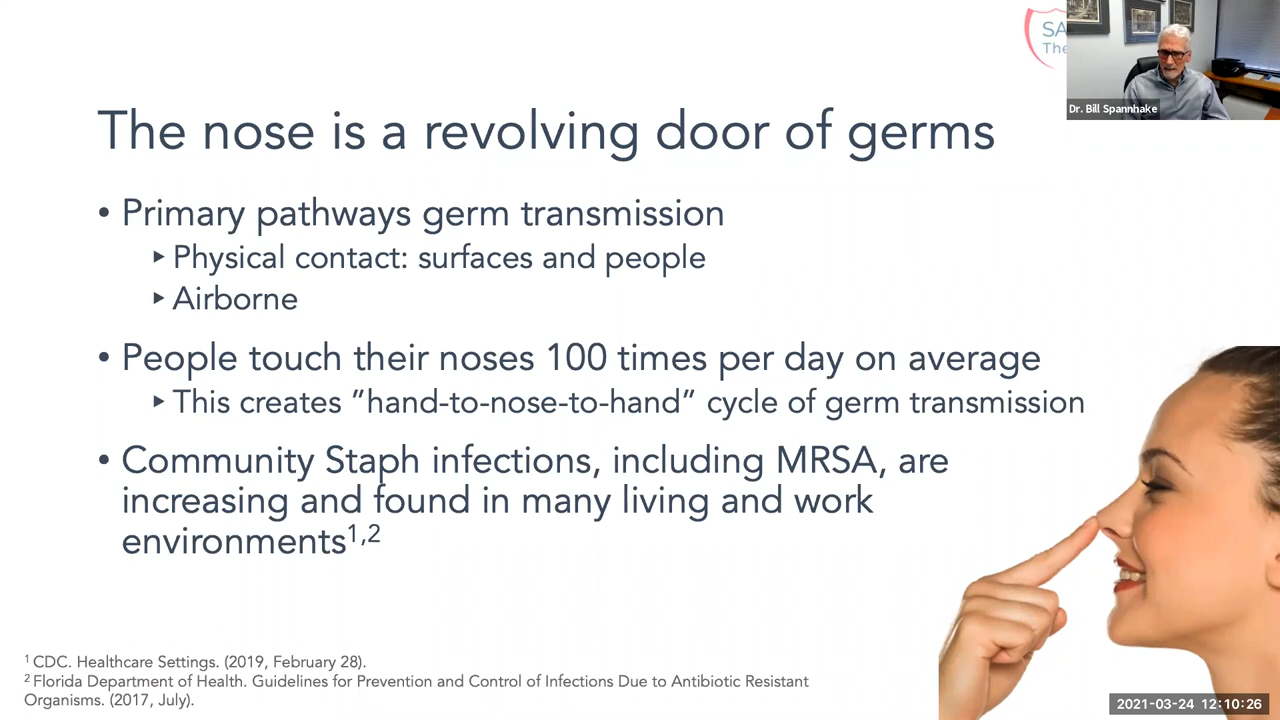 SA
The
Dr. Bill Spannhake
The nose is a revolving door of germs
• Primary pathways germ transmission
▸ Physical contact: surfaces and people
▸ Airborne
• People touch their noses 100 times per day on average
▸ This creates ”hand-to-nose-to-hand” cycle of germ transmission
• Community Staph infections, including MRSA, are
increasing and found in many living and work
environments1,2
1 CDC. Healthcare Settings. (2019, February 28).
2 Florida Department of Health. Guidelines for Prevention and Control of Infections Due to Antibiotic Resistant
Organisms. (2017, July).
2021-03-24 12:10:26